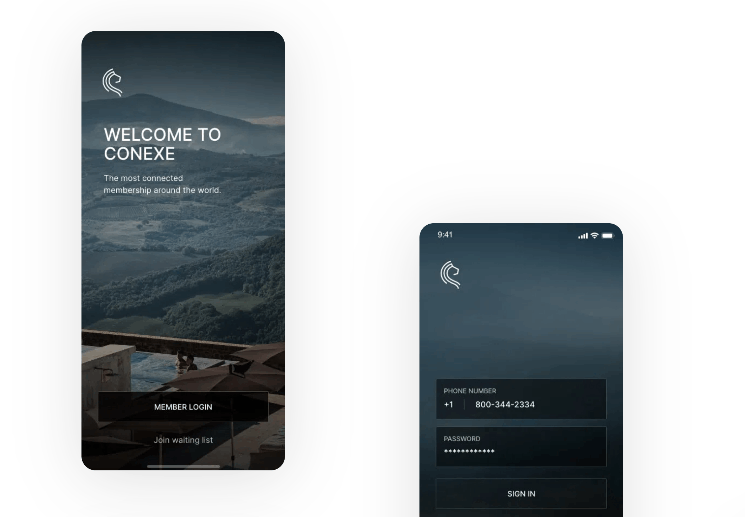 WELCOME TO
CONEXE
The most connected
membership around the world.
MEMBER LOGIN
Join waiting list
9:41
PHONE NUMBER
+1 800-344-2334
PASSWORD
************
SIGN IN